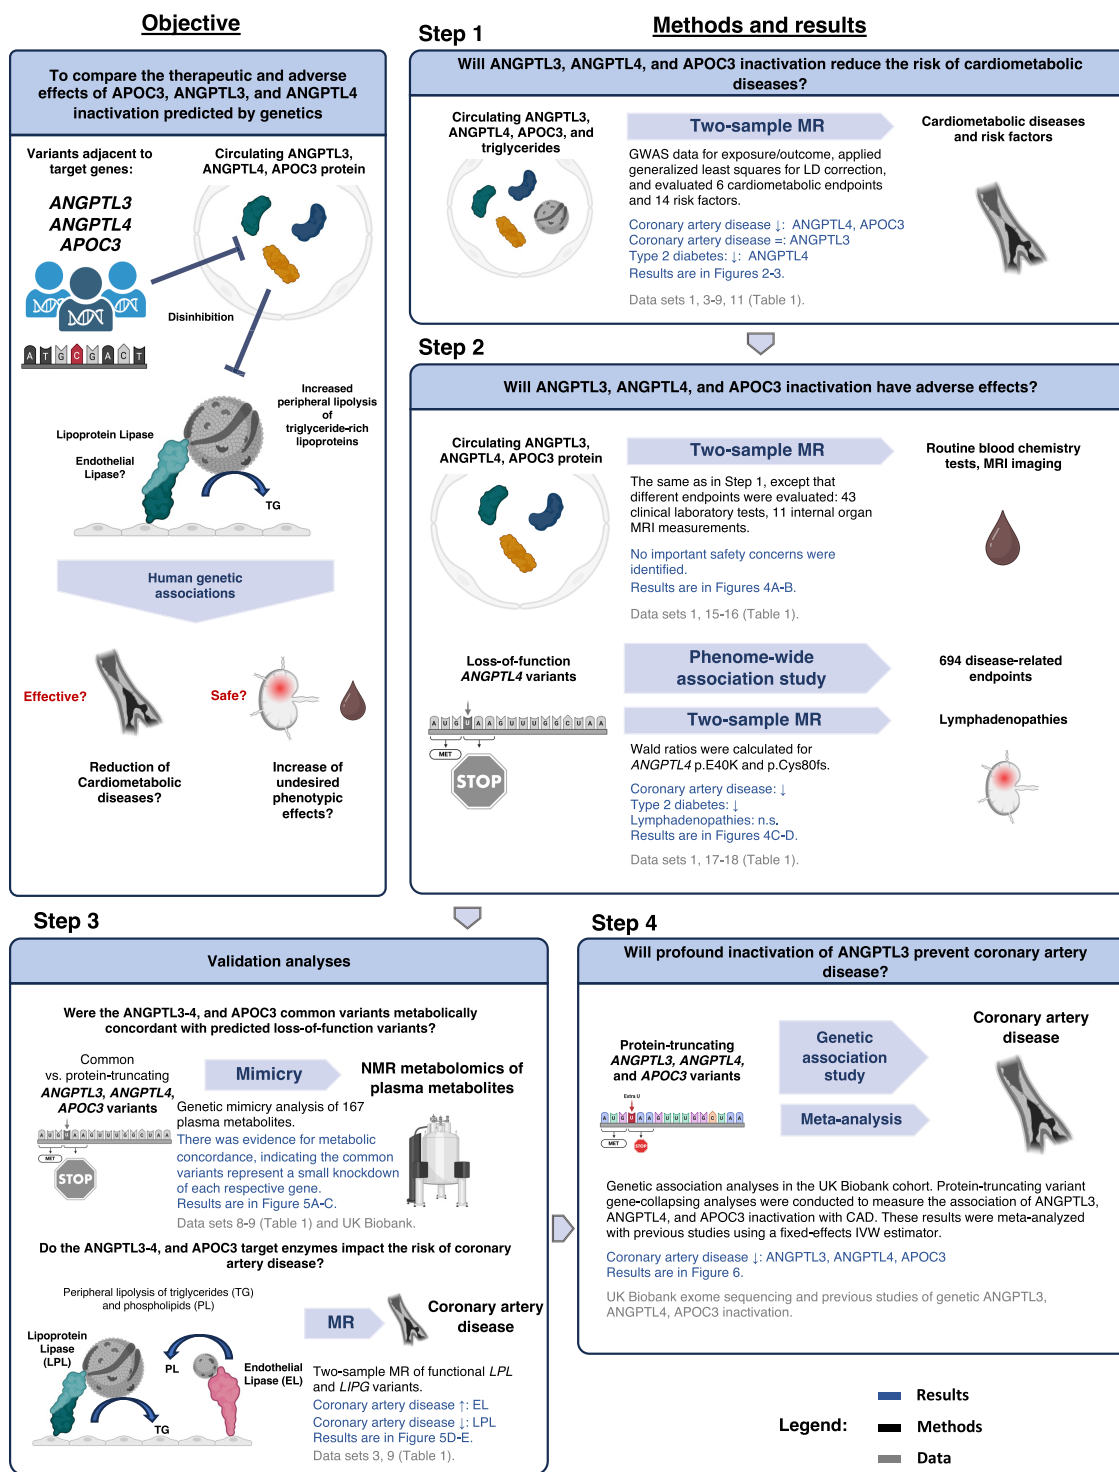 Objective
To compare the therapeutic and adverse
effects of APOC3, ANGPTL3, and ANGPTL4
inactivation predicted by genetics
Variants adjacent to
target genes:
ANGPTL3
ANGPTL4
APOC3
Circulating ANGPTL3,
ANGPTL4, APOC3 protein
Disinhibition
A T G C G A C T
Increased
peripheral lipolysis
of
triglyceride-rich
lipoproteins
Lipoprotein Lipase
Endothelial
Lipase?
TG
Human genetic
associations
Effective?
Safe?
Reduction of
Cardiometabolic
diseases?
Increase of
undesired
phenotypic
effects?
Methods and results
Step 1
Will ANGPTL3, ANGPTL4, and APOC3 inactivation reduce the risk of cardiometabolic
diseases?
Circulating ANGPTL3,
ANGPTL4, APOC3, and
triglycerides
Two-sample MR
GWAS data for exposure/outcome, applied
generalized least squares for LD correction,
and evaluated 6 cardiometabolic endpoints
and 14 risk factors.
Coronary artery disease ↓: ANGPTL4, APOC3
Coronary artery disease =: ANGPTL3
Type 2 diabetes: ↓: ANGPTL4
Results are in Figures 2-3.
Data sets 1, 3-9, 11 (Table 1).
Cardiometabolic diseases
and risk factors
Step 2
Will ANGPTL3, ANGPTL4, and APOC3 inactivation have adverse effects?
Circulating ANGPTL3,
ANGPTL4, APOC3 protein
Two-sample MR
The same as in Step 1, except that
different endpoints were evaluated: 43
clinical laboratory tests, 11 internal organ
MRI measurements.
No important safety concerns were
identified.
Results are in Figures 4A-B.
Data sets 1, 15-16 (Table 1).
Routine blood chemistry
tests, MRI imaging
Loss-of-function
ANGPTL4 variants
A U G U A A G U U U G G C U A A
MET
STOP
Phenome-wide
association study
694 disease-related
endpoints
Two-sample MR
Lymphadenopathies
Wald ratios were calculated for
ANGPTL4 p.E40K and p.Cys80fs.
Coronary artery disease: ↓
Type 2 diabetes: ↓
Lymphadenopathies: n.s.
Results are in Figures 4C-D.
Data sets 1, 17-18 (Table 1).
Step 3
Validation analyses
Were the ANGPTL3-4, and APOC3 common variants metabolically
concordant with predicted loss-of-function variants?
Common
vs. protein-truncating
ANGPTL3, ANGPTL4,
APOC3 variants
A U G U A A G U U U G G C U A A
MET
STOP
Mimicry
Genetic mimicry analysis of 167
plasma metabolites.
There was evidence for metabolic
concordance, indicating the common
variants represent a small knockdown
of each respective gene.
Results are in Figure 5A-C.
Data sets 8-9 (Table 1) and UK Biobank.
NMR metabolomics of
plasma metabolites
Do the ANGPTL3-4, and APOC3 target enzymes impact the risk of coronary
artery disease?
Peripheral lipolysis of triglycerides (TG)
and phospholipids (PL)
Lipoprotein
Lipase
(LPL)
PL
Endothelial
Lipase (EL)
TG
MR
Coronary artery
disease
Two-sample MR of functional LPL
and LIPG variants.
Coronary artery disease ↑: EL
Coronary artery disease ↓: LPL
Results are in Figure 5D-E.
Data sets 3, 9 (Table 1).
Step 4
Will profound inactivation of ANGPTL3 prevent coronary artery
disease?
Protein-truncating
ANGPTL3, ANGPTL4,
and APOC3 variants
Extra U
A U G U A A G U U U G G C U A A
MET
STOP
Genetic
association
study
Meta-analysis
Coronary artery
disease
Genetic association analyses in the UK Biobank cohort. Protein-truncating variant
gene-collapsing analyses were conducted to measure the association of ANGPTL3,
ANGPTL4, and APOC3 inactivation with CAD. These results were meta-analyzed
with previous studies using a fixed-effects IVW estimator.
Coronary artery disease ↓: ANGPTL3, ANGPTL4, APOC3
Results are in Figure 6.
UK Biobank exome sequencing and previous studies of genetic ANGPTL3,
ANGPTL4, APOC3 inactivation.
Legend:
Results
Methods
Data